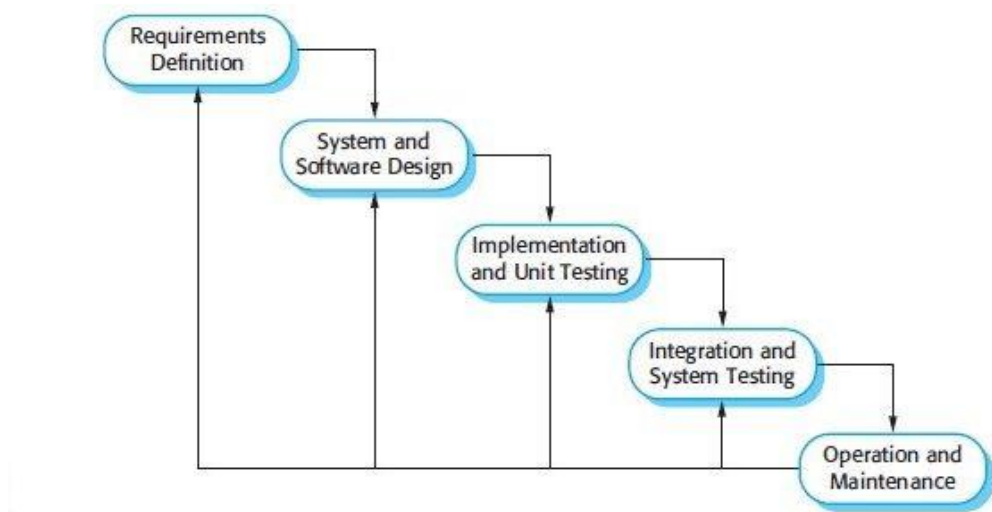 Requirements
Definition
System and
Software Design
Implementation
and Unit Testing
Integration and
System Testing
Operation and
Maintenance